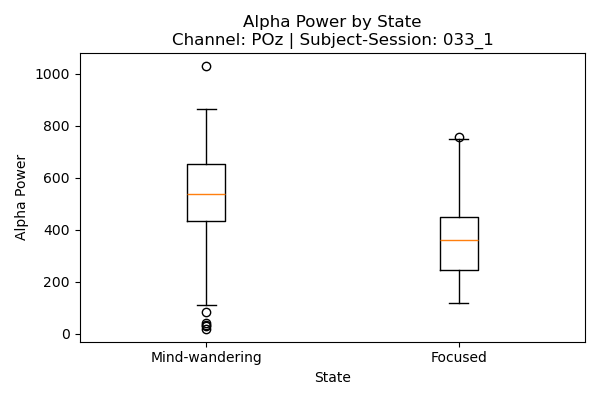 Alpha Power by State
Channel: POz | Subject-Session: 033_1
1000
800
600
400
200
0
Alpha Power
Mind-wandering
Focused
State